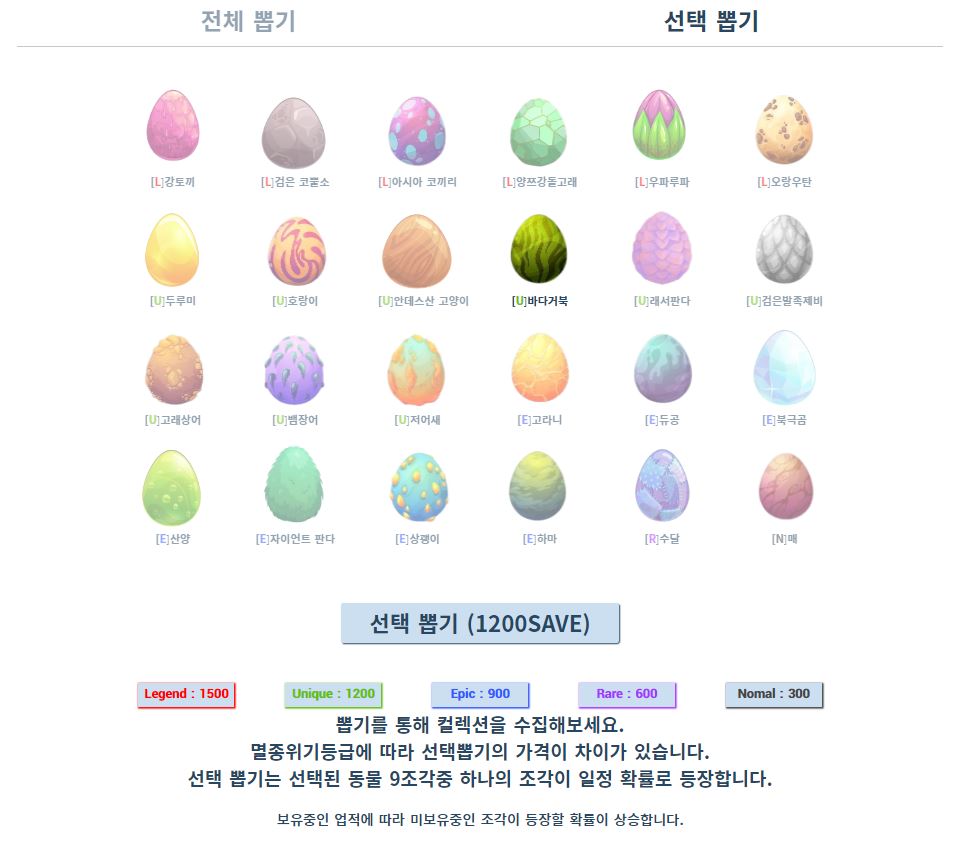 전체 뽑기 선택 뽑기
[L]강토끼 [L]검은 코뿔소 [L]아시아 코끼리 [L]양쯔강돌고래 [L]우파루파 [L]오랑우탄
[U]두루미 [U]호랑이 [U]안데스산 고양이 [U]바다거북 [U]래서판다 [U]검은발족제비
[U]고래상어 [U]뱀장어 [U]저어새 [E]고라니 [E]듀공 [E]북극곰
[E]산양 [E]자이언트 판다 [E]상괭이 [E]하마 [R]수달 [N]매
선택 뽑기 (1200SAVE)
Legend : 1500 Unique : 1200 Epic : 900 Rare : 600 Nomal : 300
뽑기를 통해 컬렉션을 수집해보세요.
멸종위기등급에 따라 선택뽑기의 가격이 차이가 있습니다.
선택 뽑기는 선택된 동물 9조각중 하나의 조각이 일정 확률로 등장합니다.
보유중인 업적에 따라 미보유중인 조각이 등장할 확률이 상승합니다.